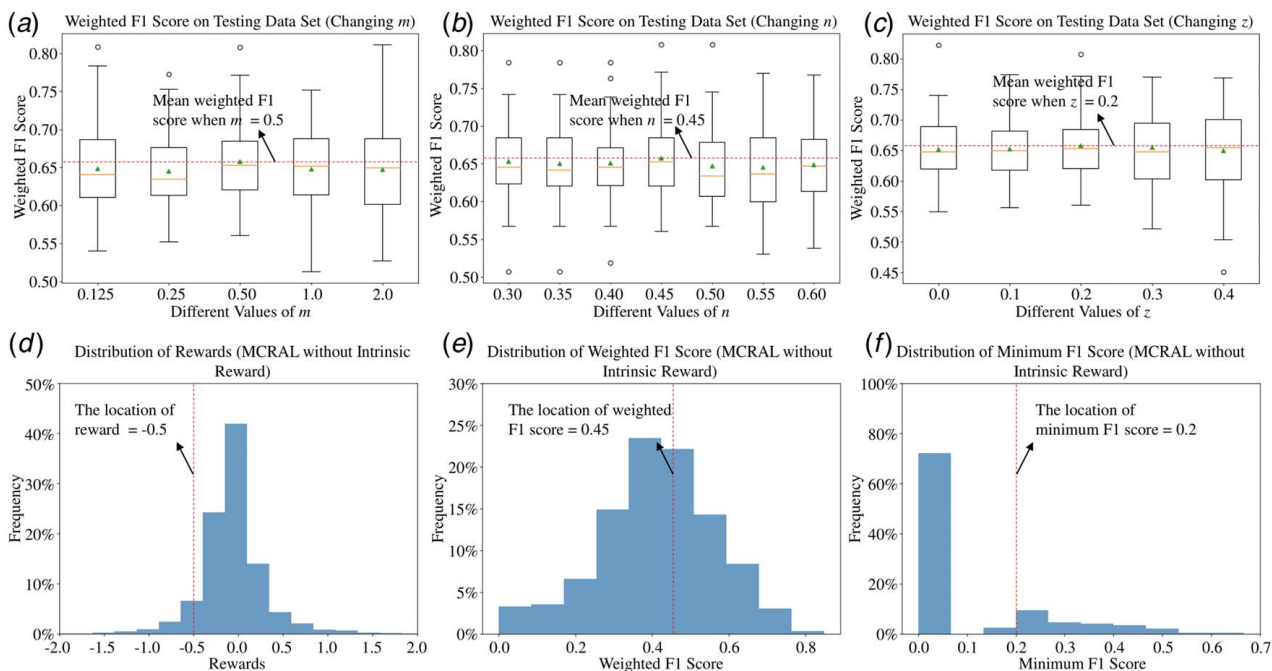 (a)
Weighted F1 Score on Testing Data Set (Changing m)
Weighted F1 Score
0.80
0.75
0.70
0.65
0.60
0.55
0.50
Mean weighted F1
score when m = 0.5
0.125 0.25 0.50 1.0 2.0
Different Values of m
(b)
Weighted F1 Score on Testing Data Set (Changing n)
Weighted F1 Score
0.80
0.75
0.70
0.65
0.60
0.55
0.50
Mean weighted F1
score when n = 0.45
0.30 0.35 0.40 0.45 0.50 0.55 0.60
Different Values of n
(c)
Weighted F1 Score on Testing Data Set (Changing z)
Weighted F1 Score
0.80
0.75
0.70
0.65
0.60
0.55
0.50
0.45
Mean weighted F1
score when z = 0.2
0.0 0.1 0.2 0.3 0.4
Different Values of z
(d)
Distribution of Rewards (MCRAL without Intrinsic
Reward)
Frequency
50%
40%
30%
20%
10%
0%
The location of
reward = -0.5
-2.0 -1.5 -1.0 -0.5 0.0 0.5 1.0 1.5 2.0
Rewards
(e)
Distribution of Weighted F1 Score (MCRAL without
Intrinsic Reward)
Frequency
30%
25%
20%
15%
10%
5%
0%
The location of weighted
F1 score = 0.45
0.0 0.2 0.4 0.6 0.8
Weighted F1 Score
(f)
Distribution of Minimum F1 Score (MCRAL without
Intrinsic Reward)
Frequency
100%
80%
60%
40%
20%
0%
The location of
minimum F1 score = 0.2
0.0 0.1 0.2 0.3 0.4 0.5 0.6 0.7
Minimum F1 Score